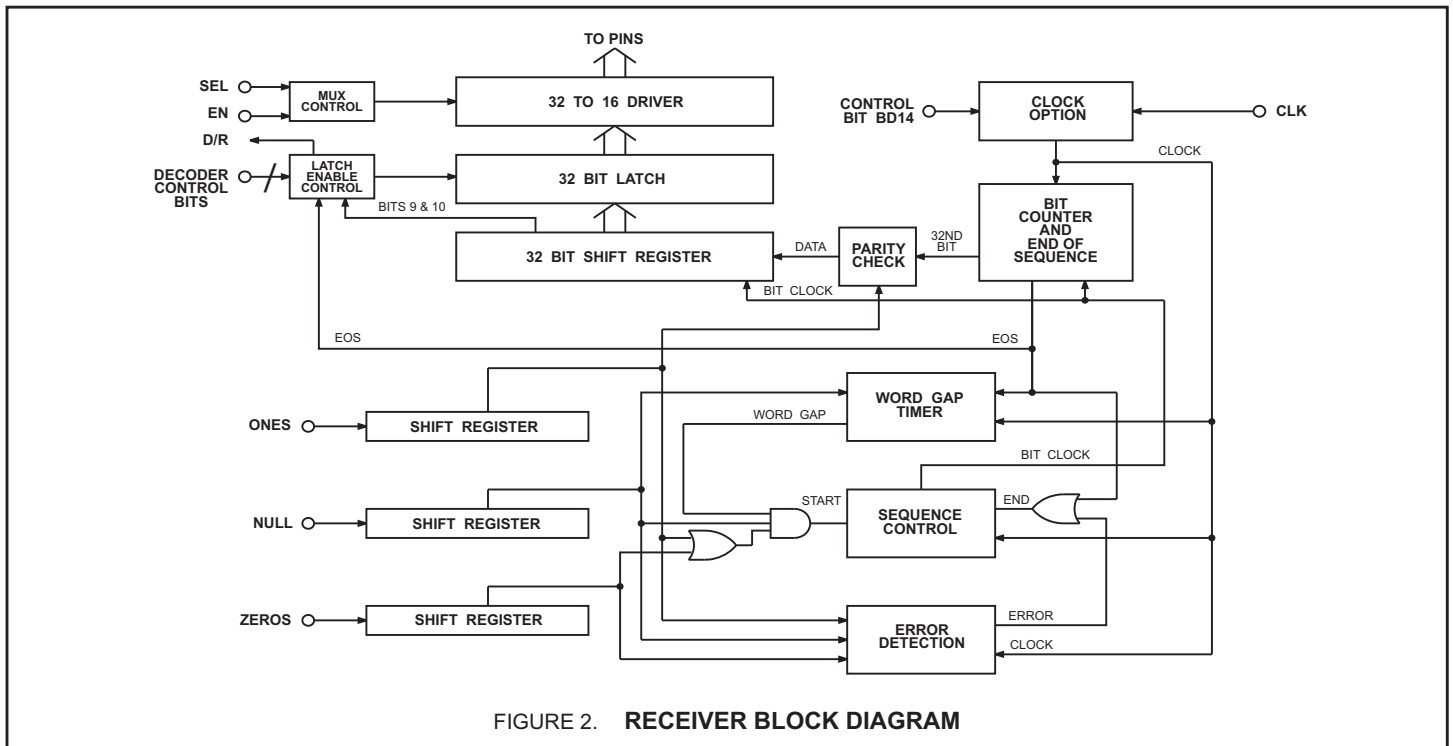 TO PINS
SEL
EN
MUX
CONTROL
32 TO 16 DRIVER
CONTROL
BIT BD14
CLOCK
OPTION
CLK
D/R
DECODER
CONTROL
BITS
LATCH
ENABLE
CONTROL
32 BIT LATCH
CLOCK
BITS 9 & 10
32 BIT SHIFT REGISTER
DATA
PARITY
CHECK
32ND
BIT
BIT
COUNTER
AND
END OF
SEQUENCE
BIT CLOCK
EOS
EOS
ONES
SHIFT REGISTER
WORD GAP
WORD GAP
TIMER
BIT CLOCK
NULL
SHIFT REGISTER
START
SEQUENCE
CONTROL
END
ZEROS
SHIFT REGISTER
ERROR
DETECTION
ERROR
CLOCK
FIGURE 2. RECEIVER BLOCK DIAGRAM